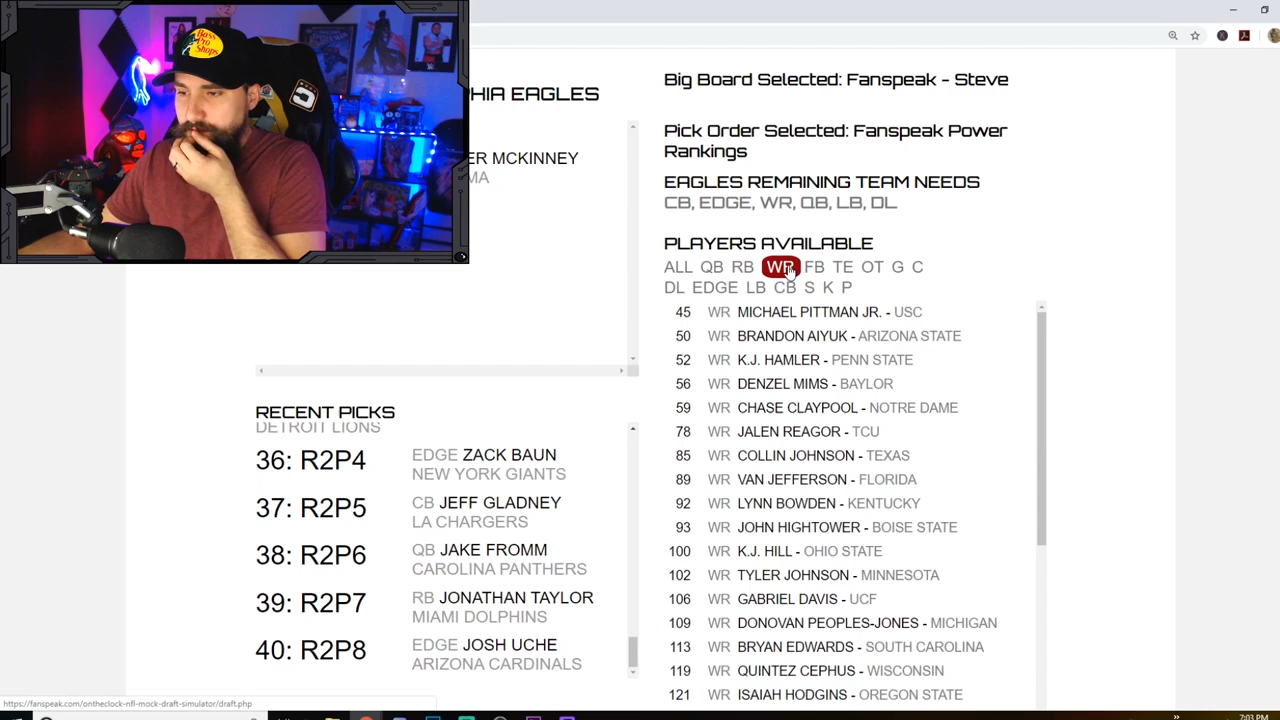 Bass
Pro
Shops
HIA EAGLES
ER MCKINNEY
MA
RECENT PICKS
DETROIT LIONS
36: R2P4
EDGE ZACK BAUN
NEW YORK GIANTS
37: R2P5
CB JEFF GLADNEY
LA CHARGERS
38: R2P6
QB JAKE FROMM
CAROLINA PANTHERS
39: R2P7
RB JONATHAN TAYLOR
MIAMI DOLPHINS
40: R2P8
EDGE JOSH UCHE
ARIZONA CARDINALS
https://fanspeak.com/ontheclock-nfl-mock-draft-simulator/draft.php
Big Board Selected: Fanspeak - Steve
Pick Order Selected: Fanspeak Power
Rankings
EAGLES REMAINING TEAM NEEDS
CB, EDGE, WR, QB, LB, DL
PLAYERS AVAILABLE
ALL QB RB WR FB TE OT G C
DL EDGE LB CB S K P
45 WR MICHAEL PITTMAN JR. - USC
50 WR BRANDON AIYUK - ARIZONA STATE
52 WR K.J. HAMLER - PENN STATE
56 WR DENZEL MIMS - BAYLOR
59 WR CHASE CLAYPOOL - NOTRE DAME
78 WR JALEN REAGOR - TCU
85 WR COLLIN JOHNSON - TEXAS
89 WR VAN JEFFERSON - FLORIDA
92 WR LYNN BOWDEN - KENTUCKY
93 WR JOHN HIGHTOWER - BOISE STATE
100 WR K.J. HILL - OHIO STATE
102 WR TYLER JOHNSON - MINNESOTA
106 WR GABRIEL DAVIS - UCF
109 WR DONOVAN PEOPLES-JONES - MICHIGAN
113 WR BRYAN EDWARDS - SOUTH CAROLINA
119 WR QUINTEZ CEPHUS - WISCONSIN
121 WR ISAIAH HODGINS - OREGON STATE
7:03 PM